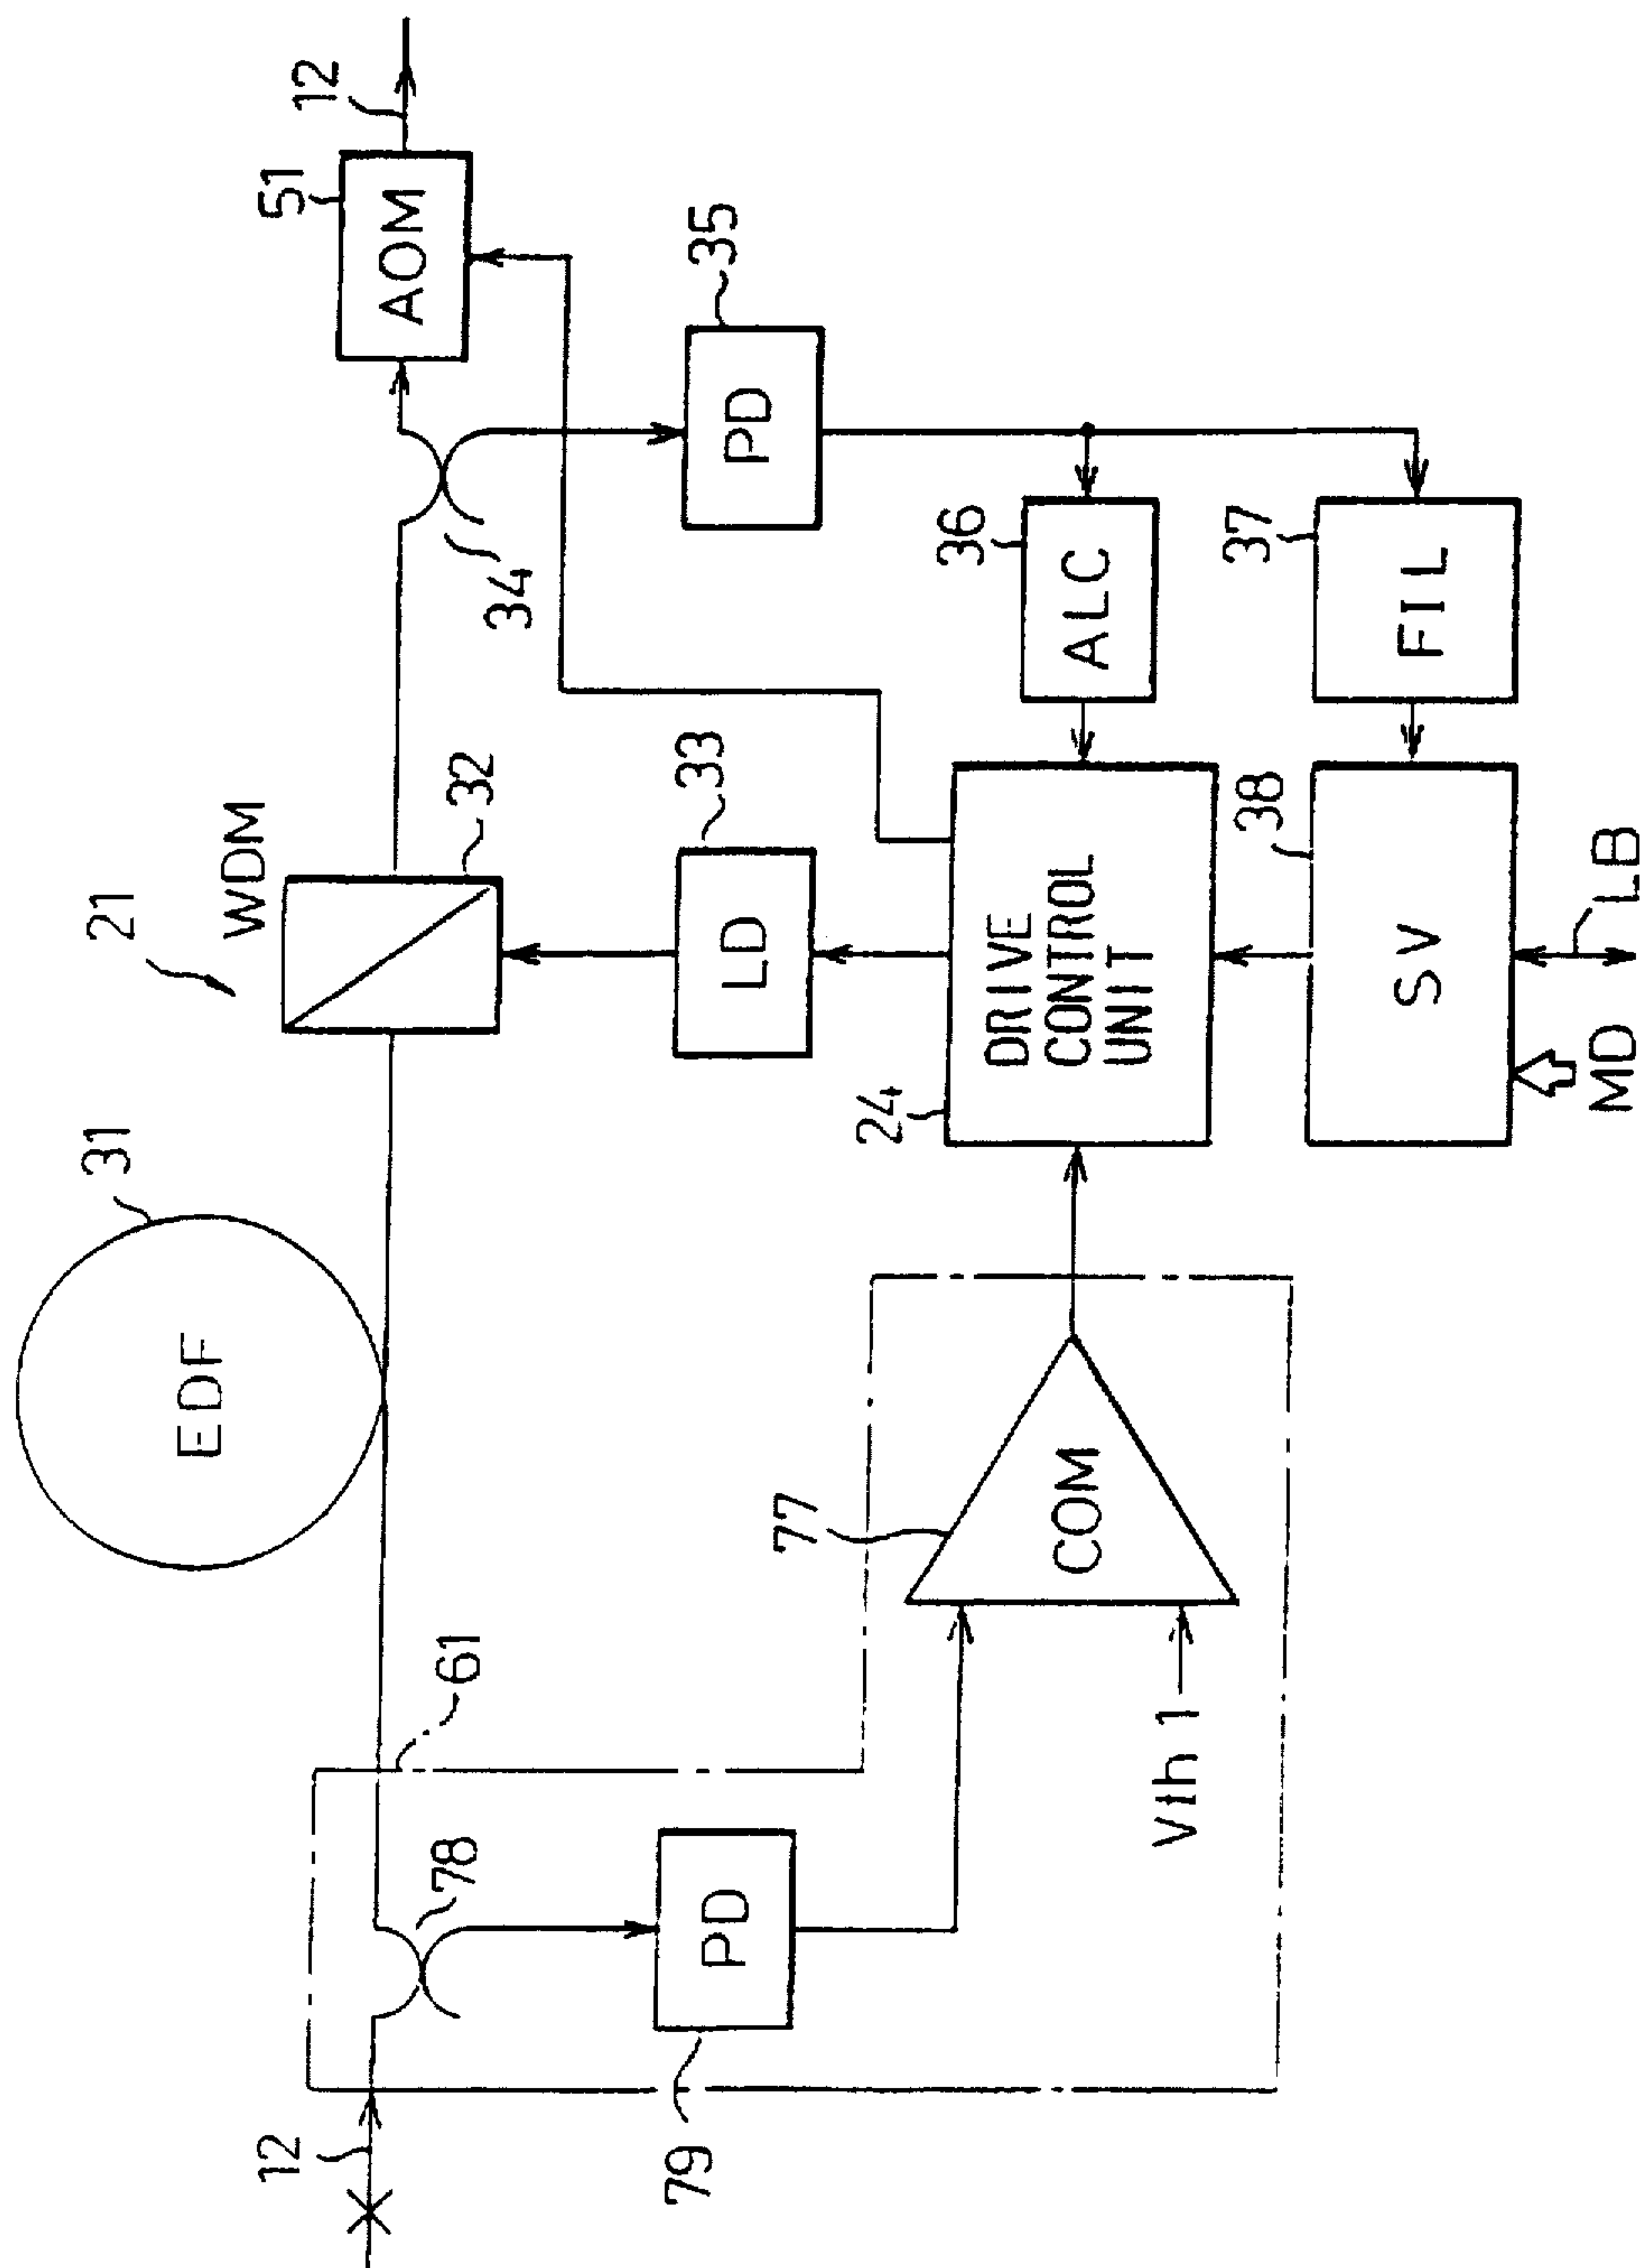 12
78
61
PD
79
77
COM
Vth 1
EDF
31
21
WDM
32
LD
33
24
DRIVE
CONTROL
UNIT
SV
38
MD
LB
34
PD
35
36
ALC
37
FIL
AOM
51
12